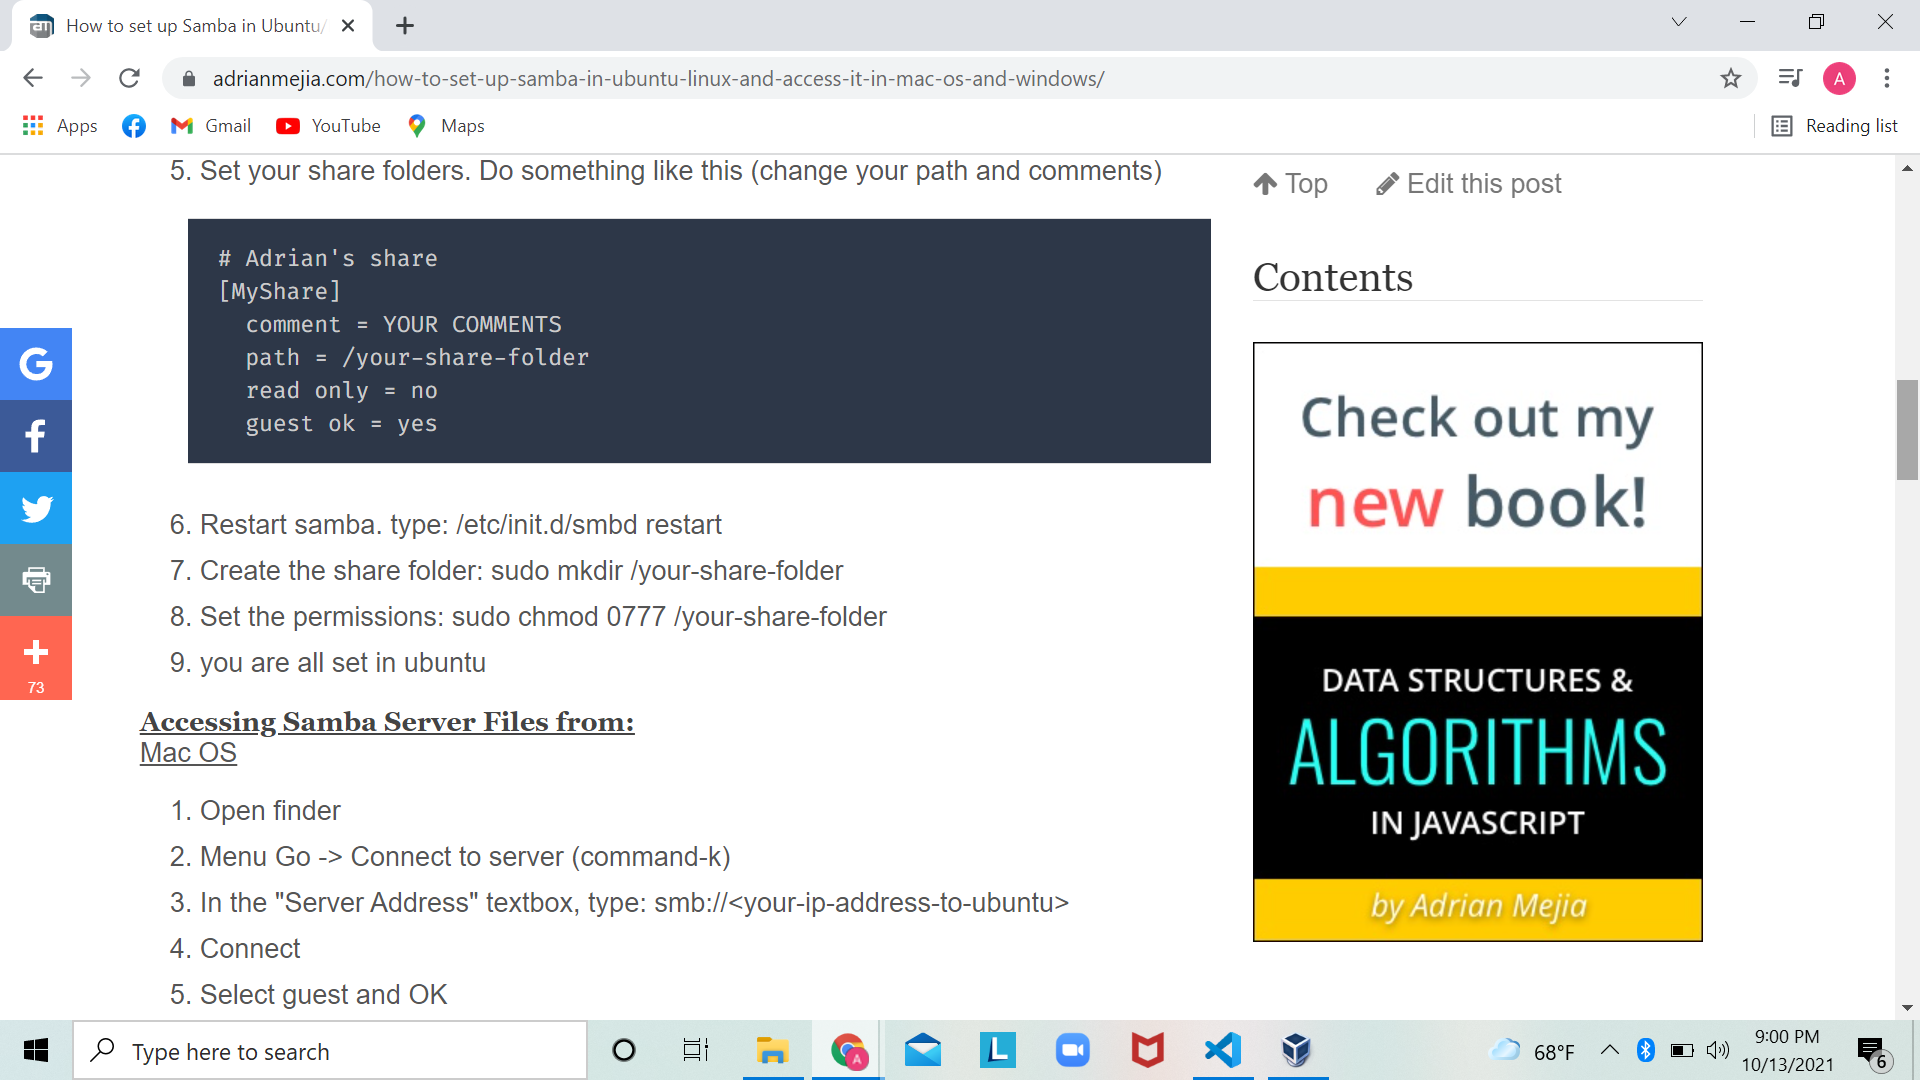 How to set up Samba in Ubuntu/
adrianmejia.com/how-to-set-up-samba-in-ubuntu-linux-and-access-it-in-mac-os-and-windows/
A
Apps
Gmail
YouTube
Maps
Reading list
5. Set your share folders. Do something like this (change your path and comments)
# Adrian's share
[MyShare]
comment = YOUR COMMENTS
path = /your-share-folder
read only = no
guest ok = yes
6. Restart samba. type: /etc/init.d/smbd restart
7. Create the share folder: sudo mkdir /your-share-folder
8. Set the permissions: sudo chmod 0777 /your-share-folder
9. you are all set in ubuntu
Accessing Samba Server Files from:
Mac OS
1. Open finder
2. Menu Go -> Connect to server (command-k)
3. In the "Server Address" textbox, type: smb://<your-ip-address-to-ubuntu>
4. Connect
5. Select guest and OK
73
Top
Edit this post
Contents
Check out my
new book!
DATA STRUCTURES &
ALGORITHMS
IN JAVASCRIPT
by Adrian Mejia
Type here to search
A
L
68°F
9:00 PM
10/13/2021
6